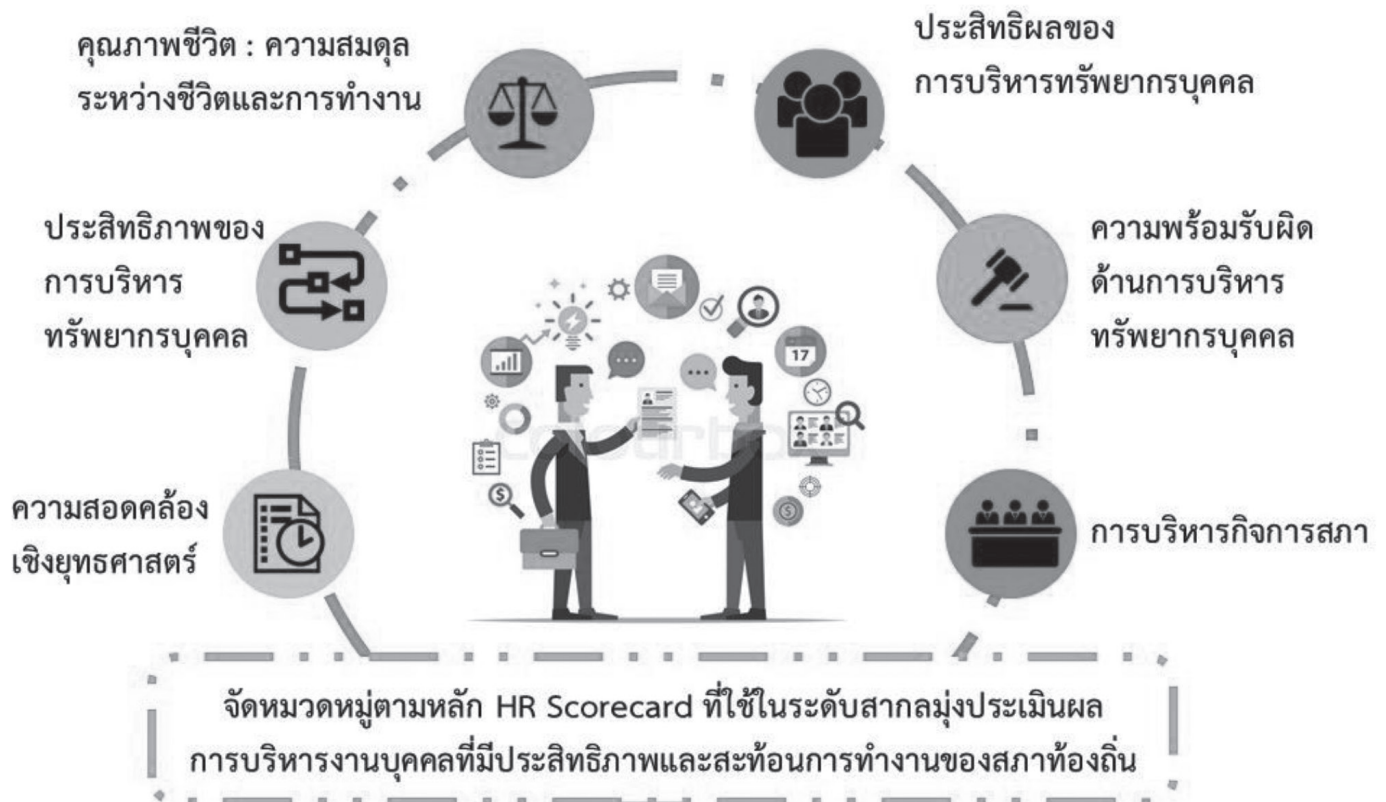 คุณภาพชีวิต : ความสมดุล
ระหว่างชีวิตและการทำงาน
ประสิทธิผลของ
การบริหารทรัพยากรบุคคล
ประสิทธิภาพของ
การบริหาร
ทรัพยากรบุคคล
ความพร้อมรับผิด
ด้านการบริหาร
ทรัพยากรบุคคล
17
ความสอดคล้อง
เชิงยุทธศาสตร์
การบริหารกิจการสภา
จัดหมวดหมู่ตามหลัก HR Scorecard ที่ใช้ในระดับสากลมุ่งประเมินผล
การบริหารงานบุคคลที่มีประสิทธิภาพและสะท้อนการทำงานของสภาท้องถิ่น